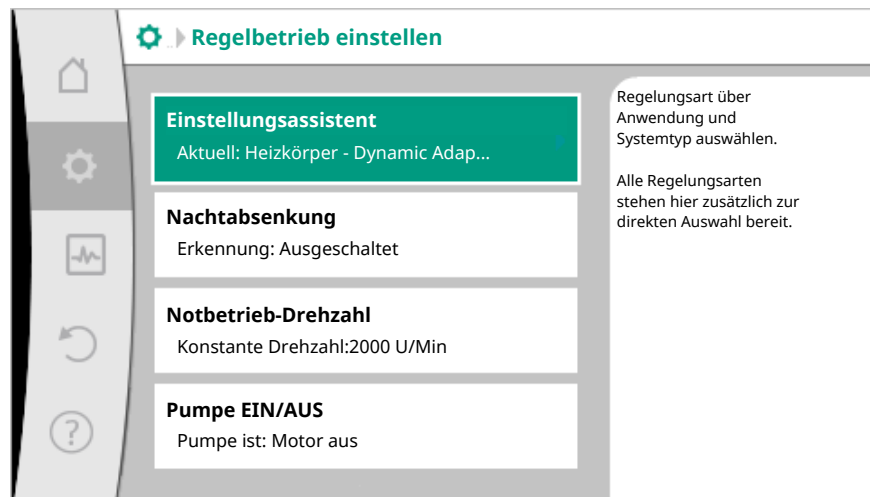 Regelbetrieb einstellen
Einstellungsassistent
Aktuell: Heizkörper - Dynamic Adap...
Nachtabsenkung
Erkennung: Ausgeschaltet
Notbetrieb-Drehzahl
Konstante Drehzahl:2000 U/Min
Pumpe EIN/AUS
Pumpe ist: Motor aus
Regelungsart über
Anwendung und
Systemtyp auswählen.
Alle Regelungsarten
stehen hier zusätzlich zur
direkten Auswahl bereit.
?